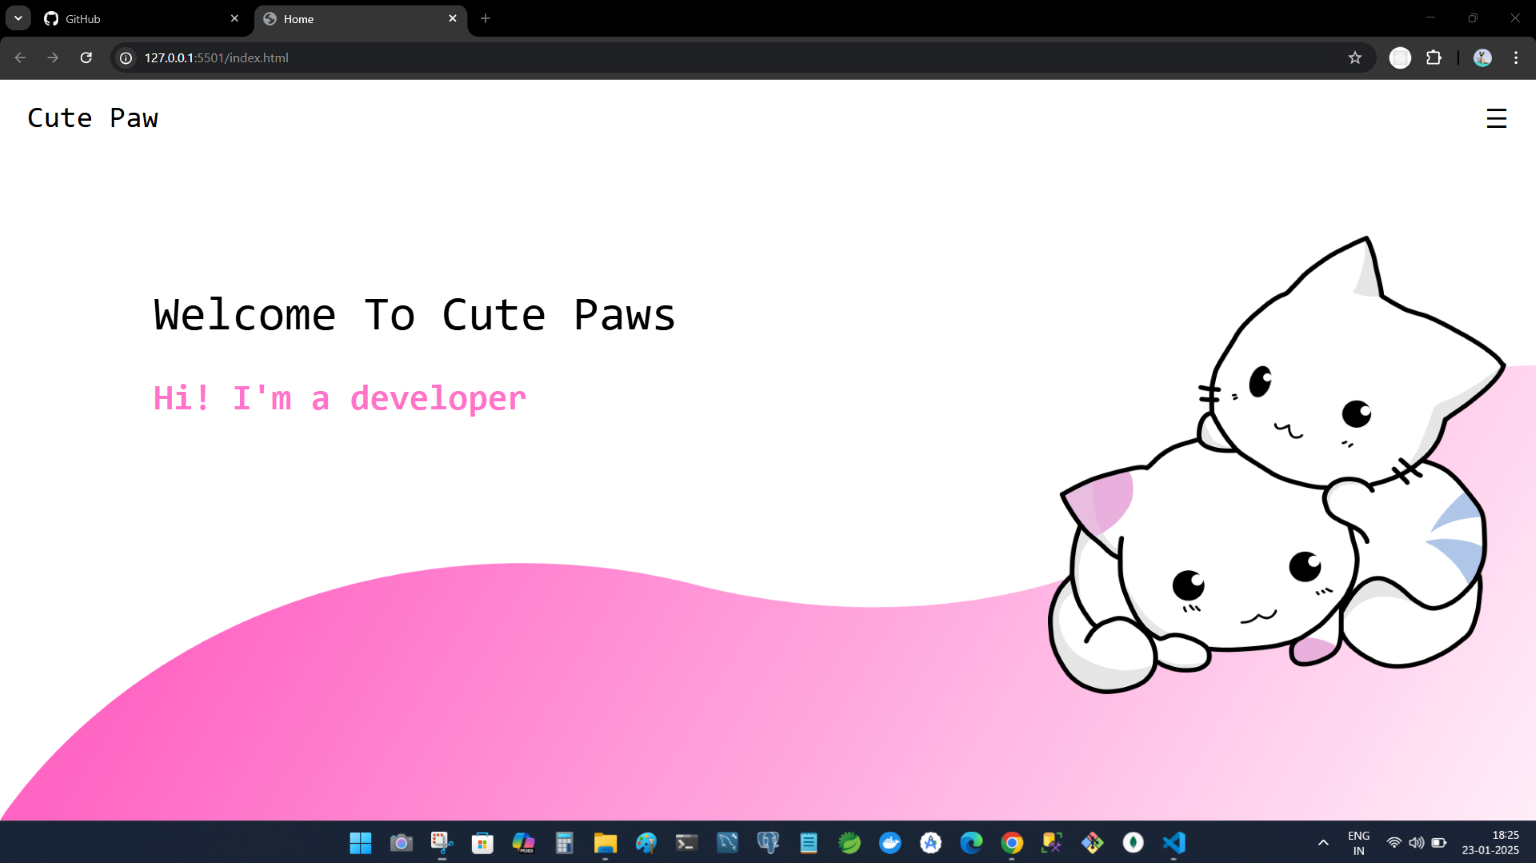 GitHub
Home
127.0.0.1:5501/index.html
Cute Paw
Welcome To Cute Paws
Hi! I'm a developer
ENG
IN
18:25
23-01-2025